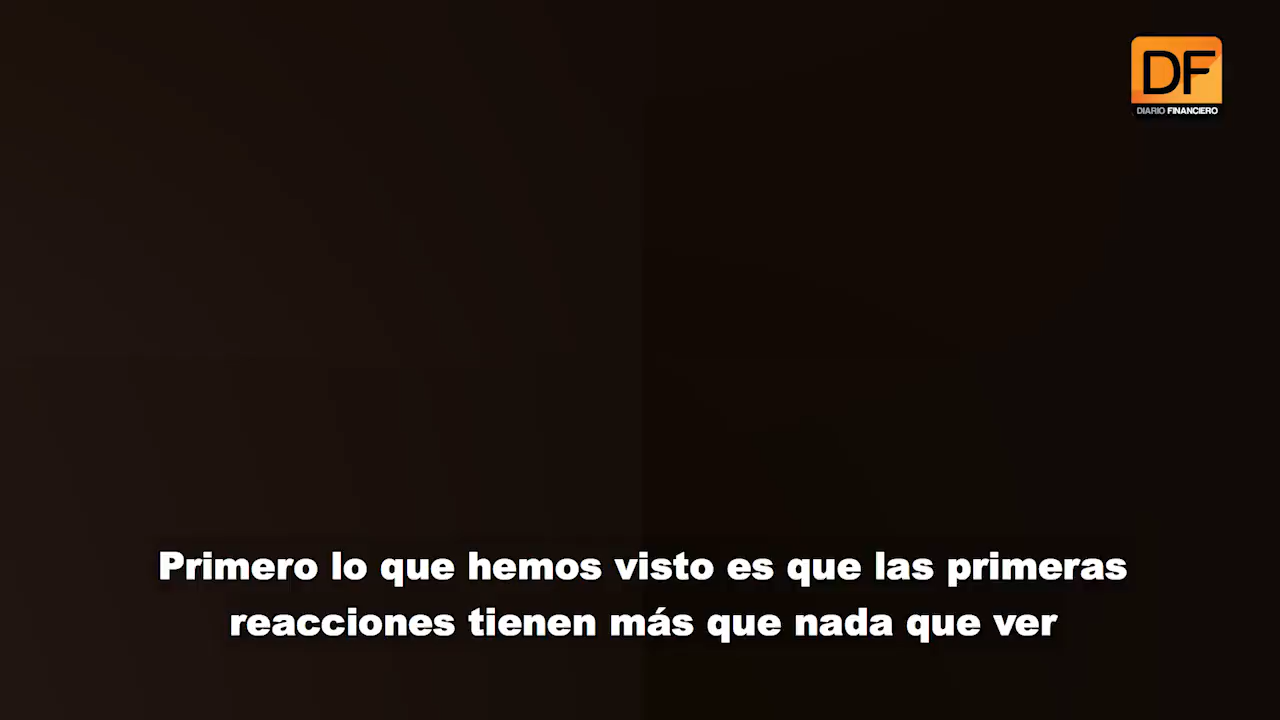 DF
DIARIO FINANCIERO
Primero lo que hemos visto es que las primeras
reacciones tienen más que nada que ver